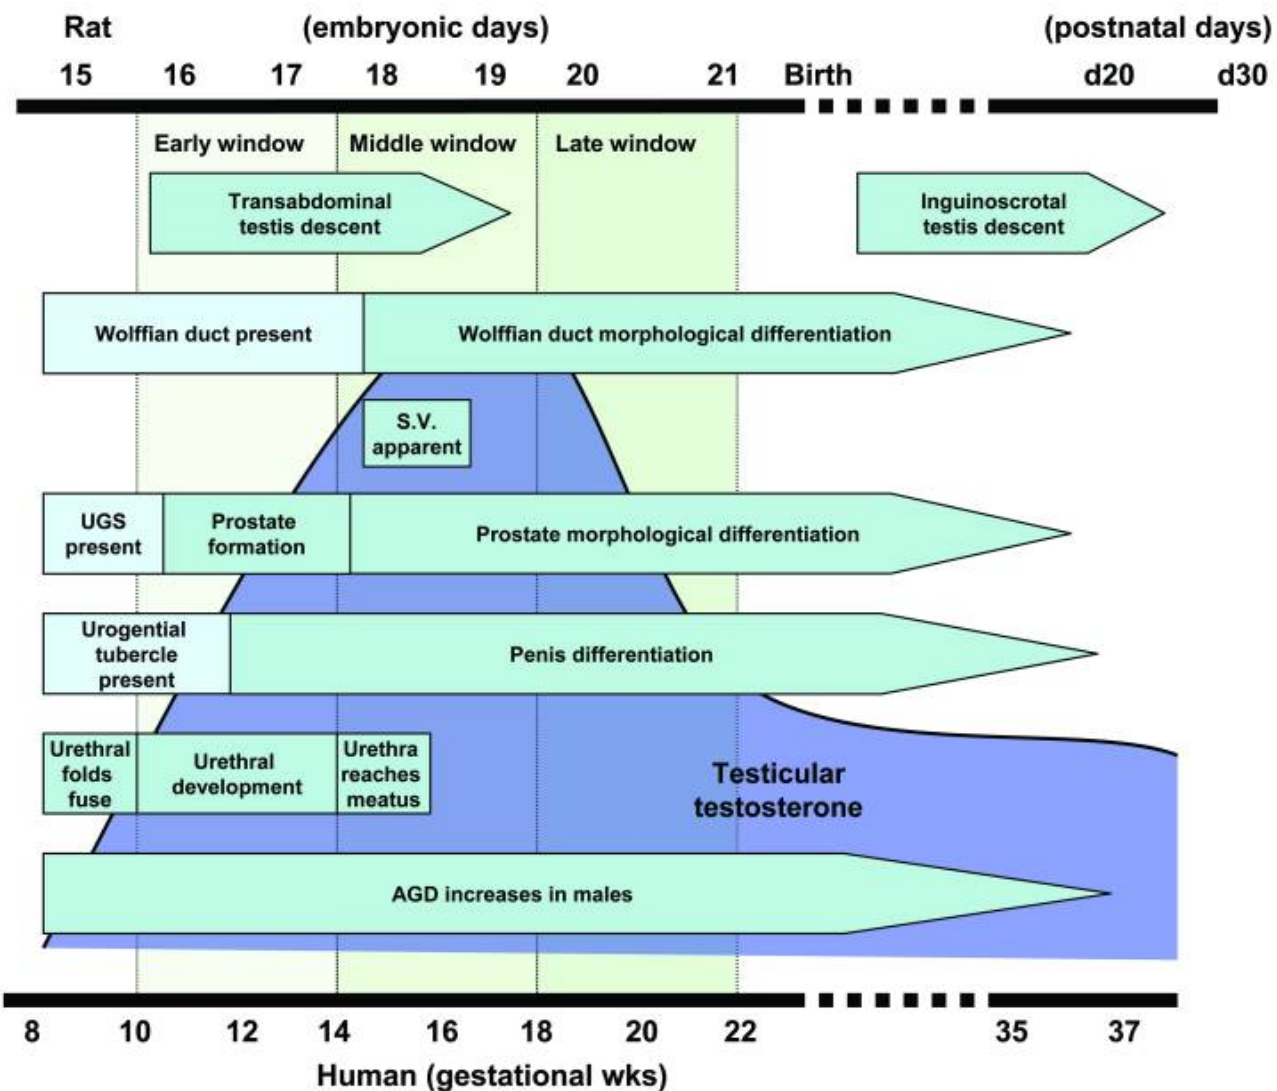 Rat (embryonic days) (postnatal days)
15 16 17 18 19 20 21 Birth d20 d30
Early window Middle window Late window
Transabdominal
testis descent
Inguinoscrotal
testis descent
Wolffian duct present
Wolffian duct morphological differentiation
S.V.
apparent
UGS
present
Prostate
formation
Prostate morphological differentiation
Urogential
tubercle
present
Penis differentiation
Urethral
folds
fuse
Urethral
development
Urethra
reaches
meatus
Testicular
testosterone
AGD increases in males
8 10 12 14 16 18 20 22 35 37
Human (gestational wks)